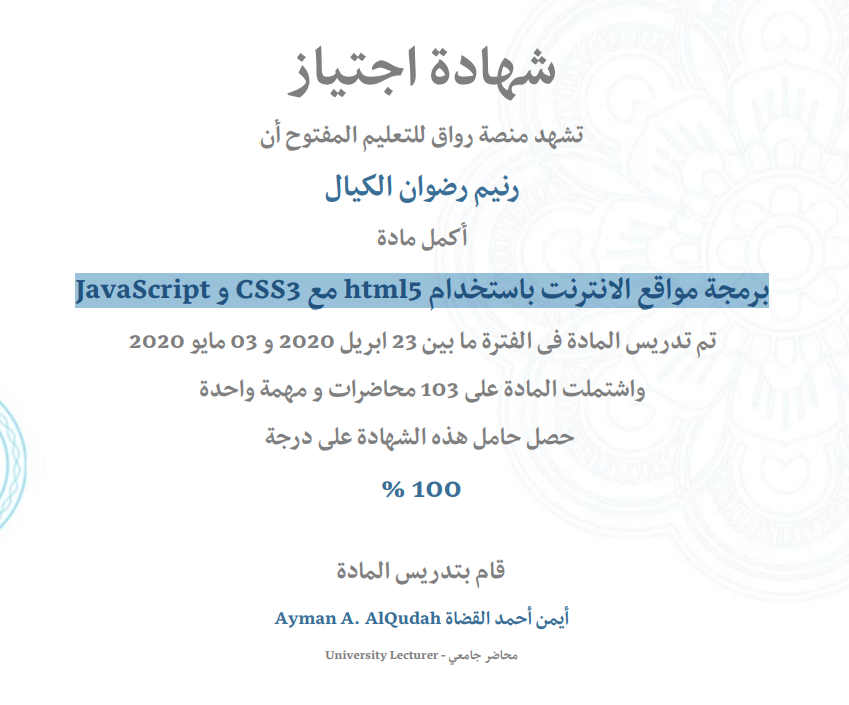 شهادة اجتياز
تشهد منصة رواق للتعليم المفتوح أن
رنيم رضوان الكيال
أكمل مادة
برمجة مواقع الانترنت باستخدام html5 مع CSS3 و JavaScript
تم تدريس المادة فى الفترة ما بين 23 ابريل 2020 و 03 مايو 2020
واشتملت المادة على 103 محاضرات و مهمة واحدة
حصل حامل هذه الشهادة على درجة
% 100
قام بتدريس المادة
أيمن أحمد القضاة Ayman A. AlQudah
محاضر جامعي - University Lecturer